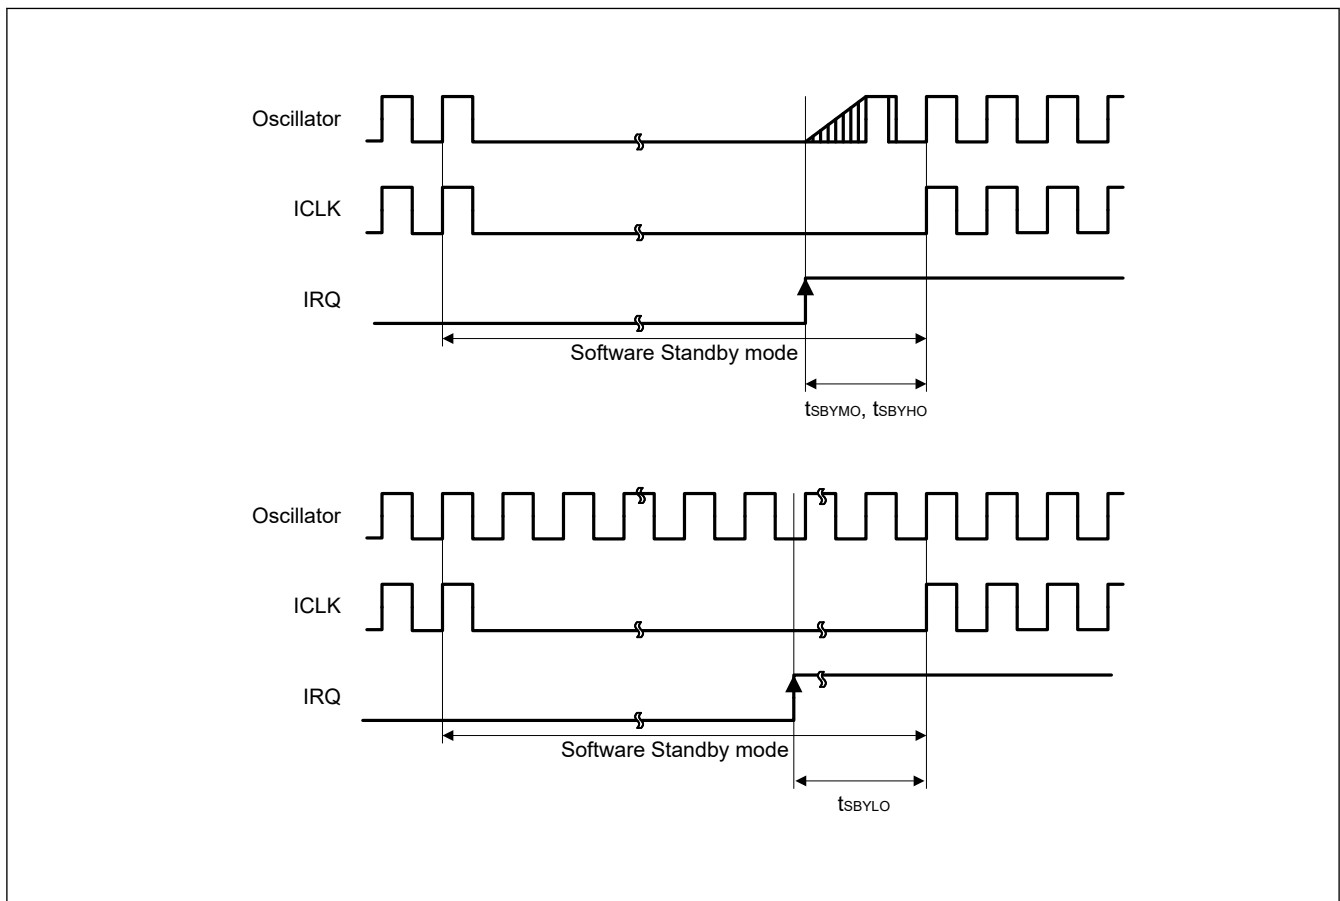 Oscillator
ICLK
IRQ
Software Standby mode
tSBYMO, tSBYHO
Oscillator
ICLK
IRQ
Software Standby mode
tSBYLO